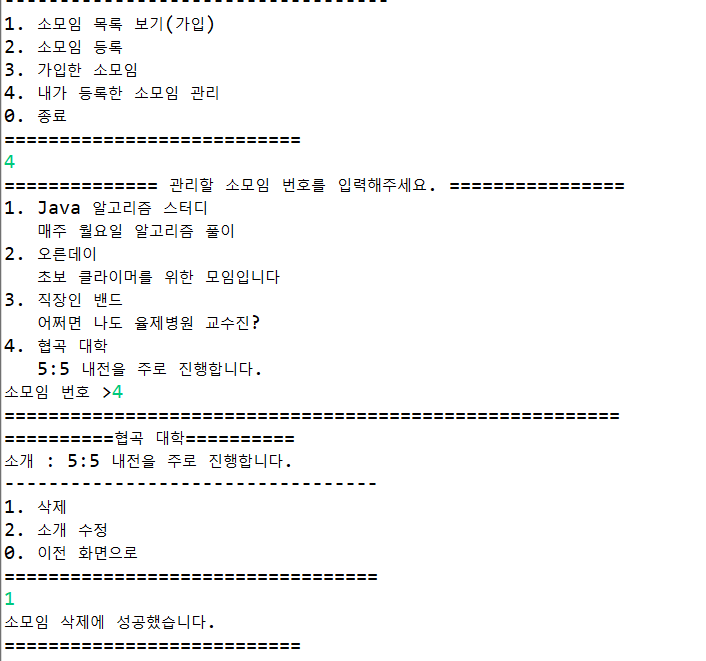 -----------------------------------
1. 소모임 목록 보기(가입)
2. 소모임 등록
3. 가입한 소모임
4. 내가 등록한 소모임 관리
0. 종료
===========================
4
============== 관리할 소모임 번호를 입력해주세요. ================
1. Java 알고리즘 스터디
   매주 월요일 알고리즘 풀이
2. 오른데이
   초보 클라이머를 위한 모임입니다
3. 직장인 밴드
   어쩌면 나도 율제병원 교수진?
4. 협곡 대학
   5:5 내전을 주로 진행합니다.
소모임 번호 >4
========================================================
==========협곡 대학==========
소개 : 5:5 내전을 주로 진행합니다.
----------------------------------
1. 삭제
2. 소개 수정
0. 이전 화면으로
==================================
1
소모임 삭제에 성공했습니다.
===========================